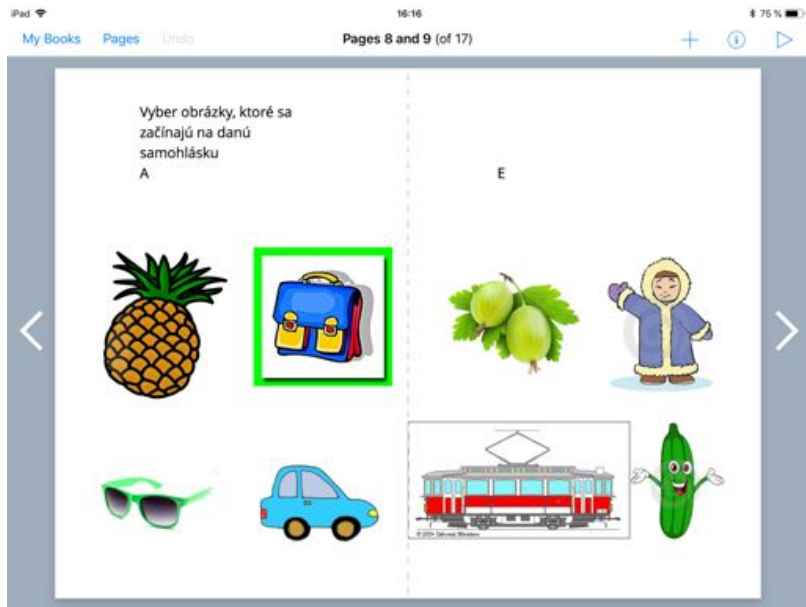 iPad 16:16 75 %
My Books Pages Undo Pages 8 and 9 (of 17)
Vyber obrázky, ktoré sa
začínajú na danú
samohlásku
A
E